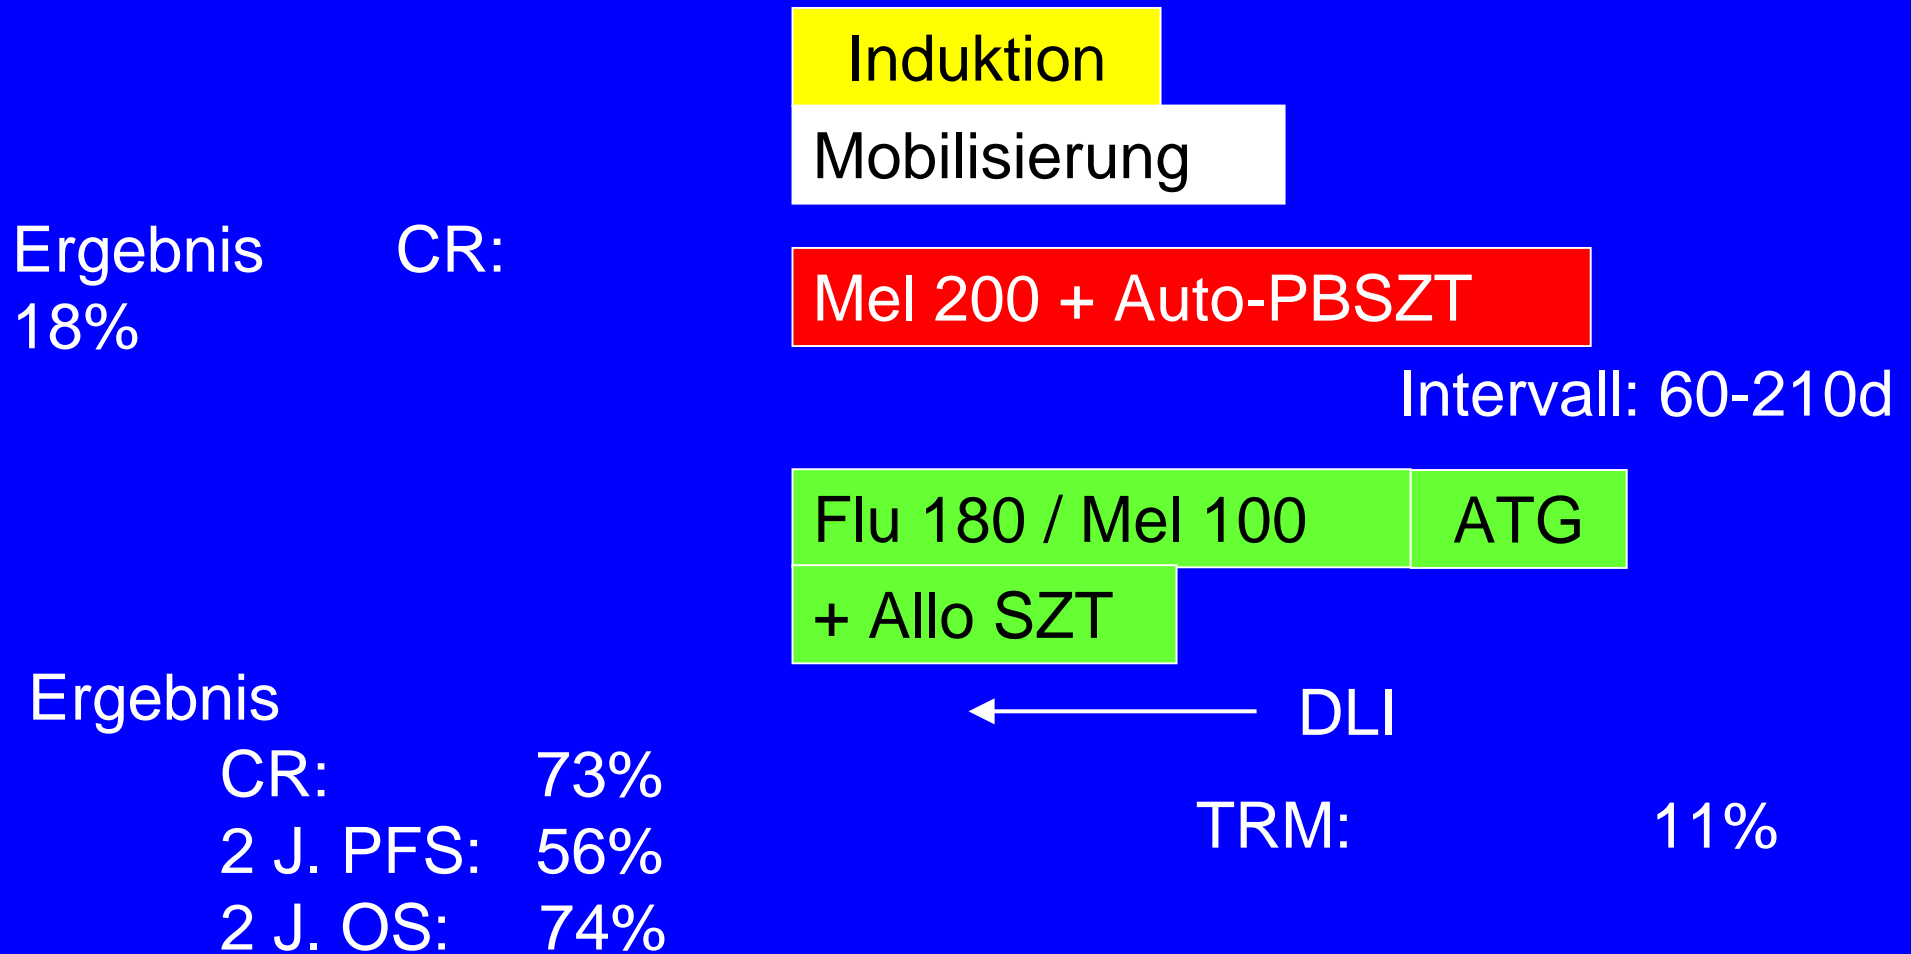 Induktion
Mobilisierung
Ergebnis CR:
18%
Mel 200 + Auto-PBSZT
Intervall: 60-210d
Flu 180 / Mel 100 ATG
+ Allo SZT
Ergebnis
DLI
CR: 73%
2 J. PFS: 56%
2 J. OS: 74%
TRM: 11%